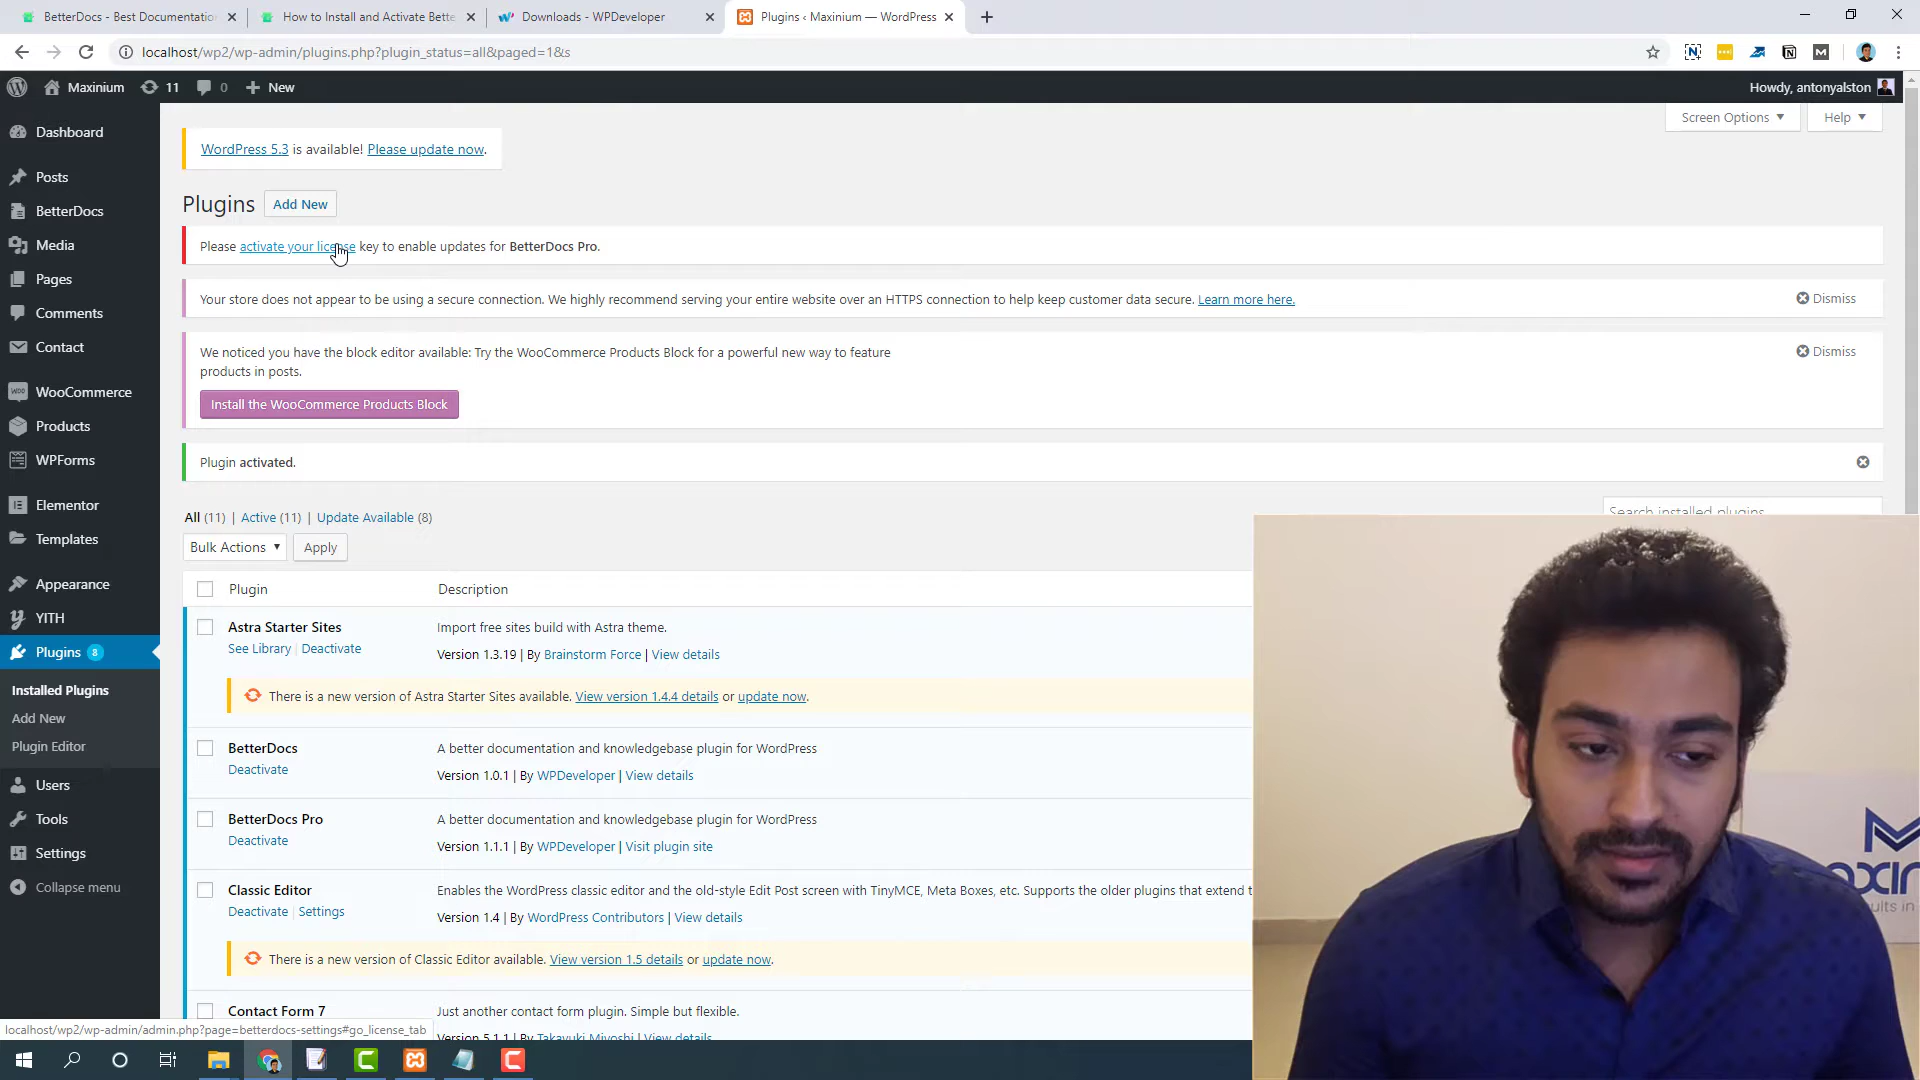 BetterDocs - Best Documentation
How to Install and Activate Bette
Downloads - WPDeveloper
Plugins ‹ Maxinium — WordPress
localhost/wp2/wp-admin/plugins.php?plugin_status=all&paged=1&s
Maxinium
11
0
New
Howdy, antonyalston
Dashboard
Posts
BetterDocs
Media
Pages
Comments
Contact
WooCommerce
Products
WPForms
Elementor
Templates
Appearance
YITH
Plugins 8
Installed Plugins
Add New
Plugin Editor
Users
Tools
Settings
Collapse menu
Screen Options
Help
WordPress 5.3 is available! Please update now.
Plugins
Add New
Please activate your license key to enable updates for BetterDocs Pro.
Your store does not appear to be using a secure connection. We highly recommend serving your entire website over an HTTPS connection to help keep customer data secure. Learn more here.
Dismiss
We noticed you have the block editor available: Try the WooCommerce Products Block for a powerful new way to feature
products in posts.
Dismiss
Install the WooCommerce Products Block
Plugin activated.
All (11) | Active (11) | Update Available (8)
Search installed plugins
Bulk Actions
Apply
Plugin
Description
Astra Starter Sites
Import free sites build with Astra theme.
See Library | Deactivate
Version 1.3.19 | By Brainstorm Force | View details
There is a new version of Astra Starter Sites available. View version 1.4.4 details or update now.
BetterDocs
A better documentation and knowledgebase plugin for WordPress
Deactivate
Version 1.0.1 | By WPDeveloper | View details
BetterDocs Pro
A better documentation and knowledgebase plugin for WordPress
Deactivate
Version 1.1.1 | By WPDeveloper | Visit plugin site
Classic Editor
Enables the WordPress classic editor and the old-style Edit Post screen with TinyMCE, Meta Boxes, etc. Supports the older plugins that extend t
Deactivate | Settings
Version 1.4 | By WordPress Contributors | View details
There is a new version of Classic Editor available. View version 1.5 details or update now.
Contact Form 7
Just another contact form plugin. Simple but flexible.
Version 5.1.1 | By Takayuki Miyoshi | View details
localhost/wp2/wp-admin/admin.php?page=betterdocs-settings#go_license_tab